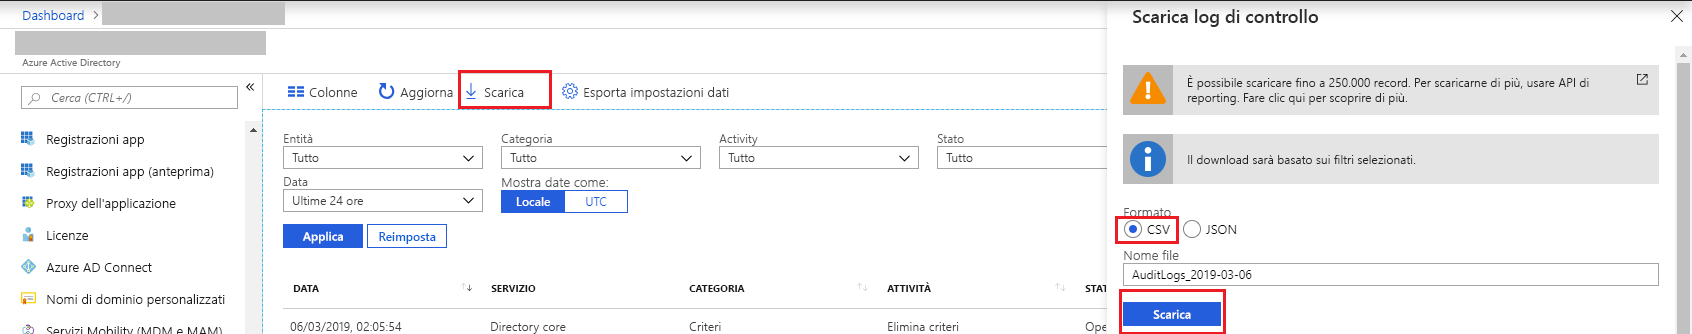 Dashboard >
Scarica log di controllo
Azure Active Directory
Cerca (CTRL+/)
Registrazioni app
Registrazioni app (anteprima)
Proxy dell'applicazione
Licenze
Azure AD Connect
Nomi di dominio personalizzati
Servizi Mobility (MDM e MAM)
Colonne Aggiorna Scarica Esporta impostazioni dati
Entità Categoria Activity Stato
Tutto Tutto Tutto Tutto
Data Mostra date come:
Ultime 24 ore Locale UTC
Applica Reimposta
DATA SERVIZIO CATEGORIA ATTIVITÀ STAT
06/03/2019, 02:05:54 Directory core Criteri Elimina criteri Ope
È possibile scaricare fino a 250.000 record. Per scaricarne di più, usare API di
reporting. Fare clic qui per scoprire di più.
Il download sarà basato sui filtri selezionati.
Formato
CSV JSON
Nome file
AuditLogs_2019-03-06
Scarica